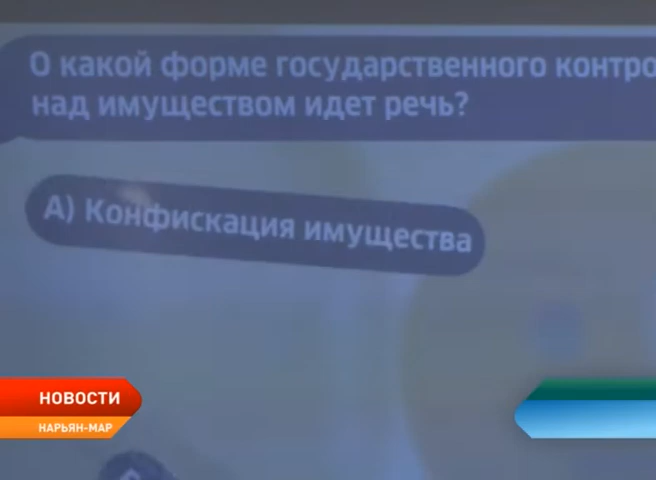 О какой форме государственного контро
над имуществом идет речь?
А) Конфискация имущества
НОВОСТИ
НАРЬЯН-МАР